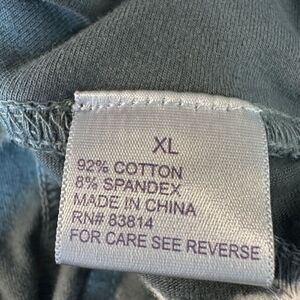 XL
92% COTTON
8% SPANDEX
MADE IN CHINA
RN# 83814
FOR CARE SEE REVERSE